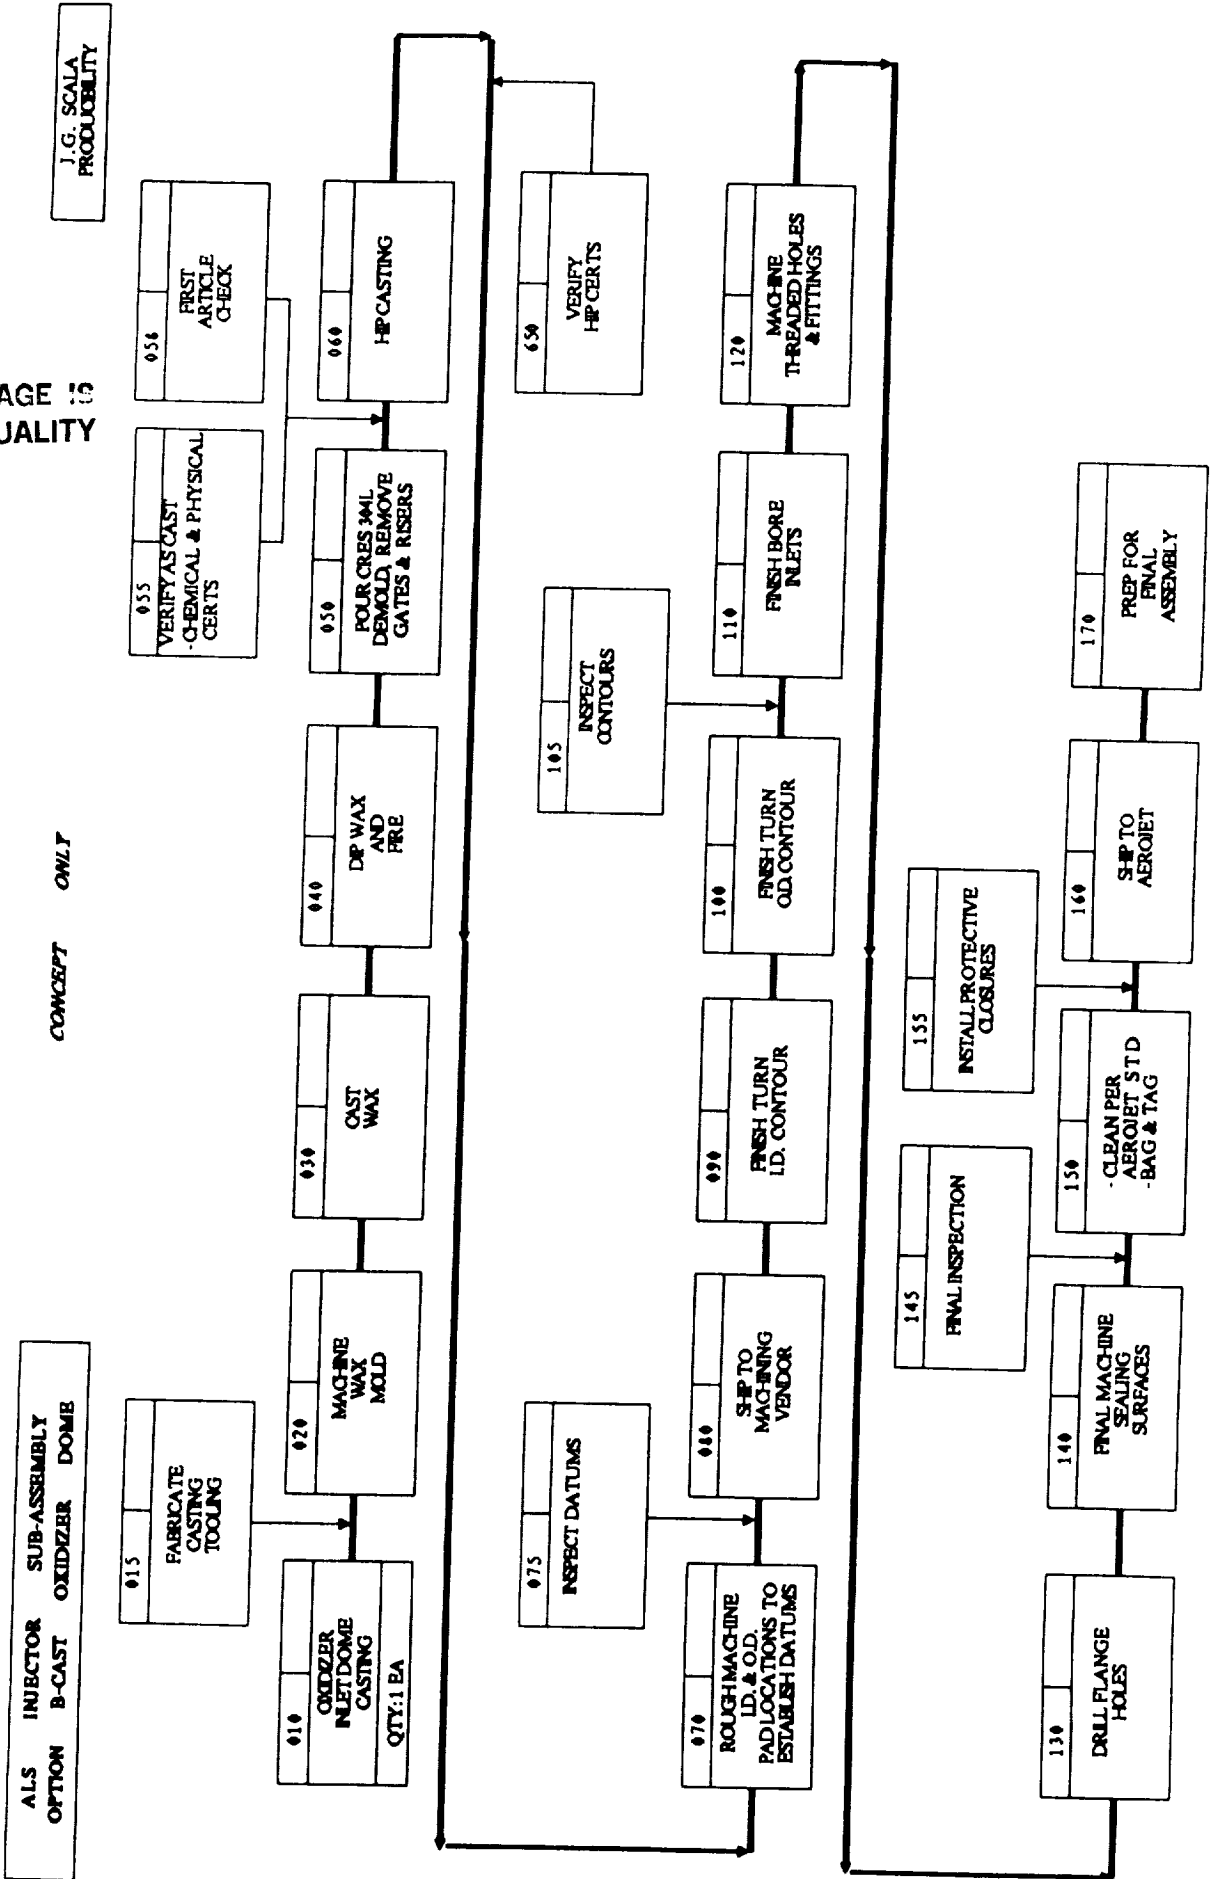 ALS INJECTOR SUB-ASSEMBLY
OPTION B-CAST OXIDIZER DOME
CONCEPT ONLY
AGE IS
UALITY
J.G. SCALA
PRODUCIBILITY
015
FABRICATE
CASTING
TOOLING
055
VERIFY AS CAST
-CHEMICAL & PHYSICAL
CERTS
056
FIRST
ARTICLE
CHECK
010
OXIDIZER
INLET DOME
CASTING
QTY:1 EA
020
MACHINE
WAX
MOLD
030
CAST
WAX
040
DIP WAX
AND
FIRE
050
POUR CRES 304L
DEMOLD, REMOVE
GATES & RISERS
060
HIP CASTING
075
INSPECT DATUMS
105
INSPECT
CONTOURS
650
VERIFY
HIP CERTS
070
ROUGH MACHINE
I.D. & O.D.
PAD LOCATIONS TO
ESTABLISH DATUMS
080
SHIP TO
MACHINING
VENDOR
090
FINISH TURN
I.D. CONTOUR
100
FINISH TURN
O.D. CONTOUR
110
FINISH BORE
INLETS
120
MACHINE
THREADED HOLES
& FITTINGS
145
FINAL INSPECTION
155
INSTALL PROTECTIVE
CLOSURES
130
DRILL FLANGE
HOLES
140
FINAL MACHINE
SEALING
SURFACES
150
- CLEAN PER
AEROJET STD
- BAG & TAG
160
SHIP TO
AEROJET
170
PREP FOR
FINAL
ASSEMBLY